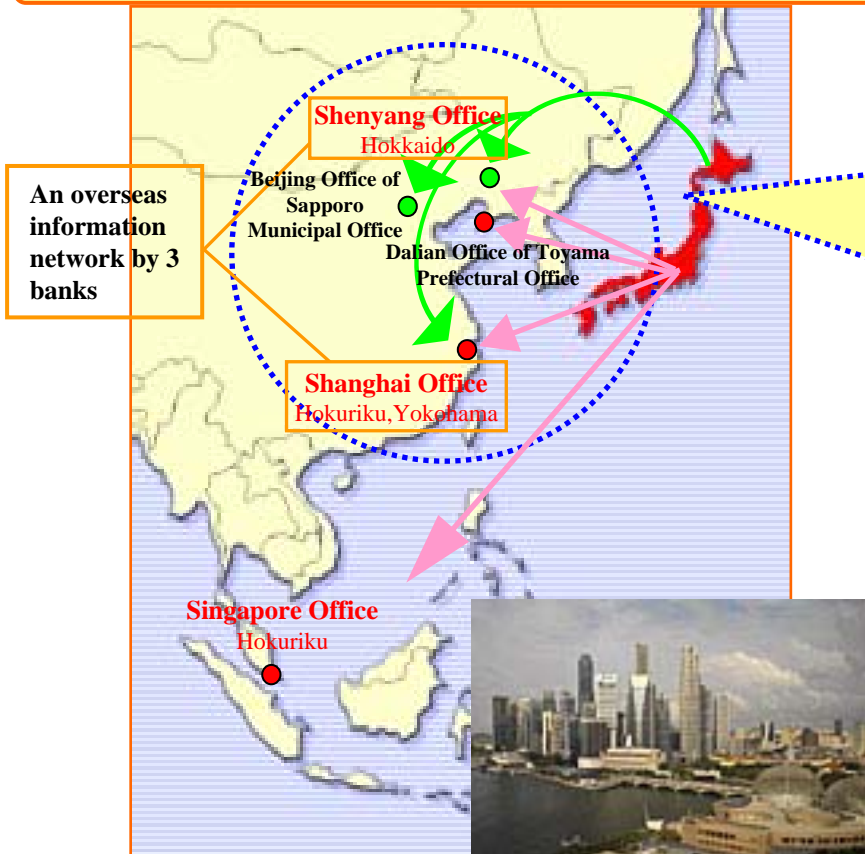 Shenyang Office
Hokkaido
An overseas
information
network by 3
banks
Beijing Office of
Sapporo
Municipal Office
Dalian Office of Toyama
Prefectural Office
Shanghai Office
Hokuriku,Yokohama
Singapore Office
Hokuriku